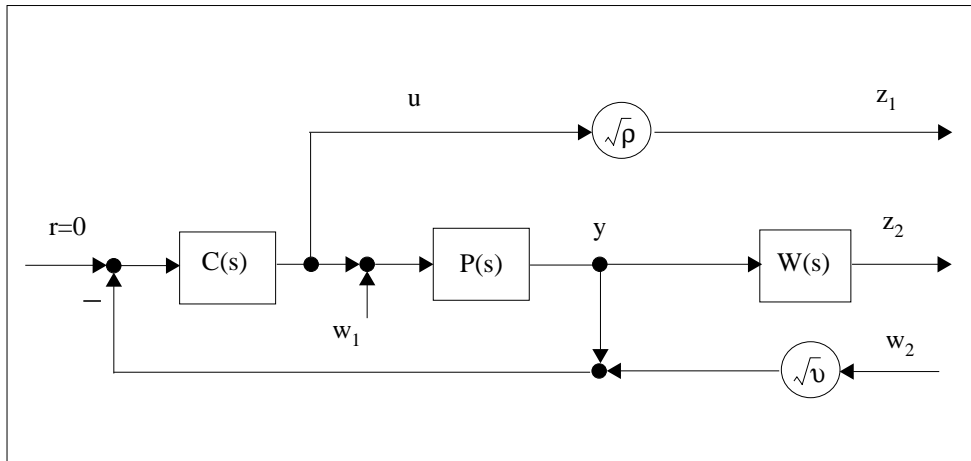 u
z₁
√ρ
r=0
C(s)
P(s)
y
W(s)
z₂
–
w₁
w₂
√υ